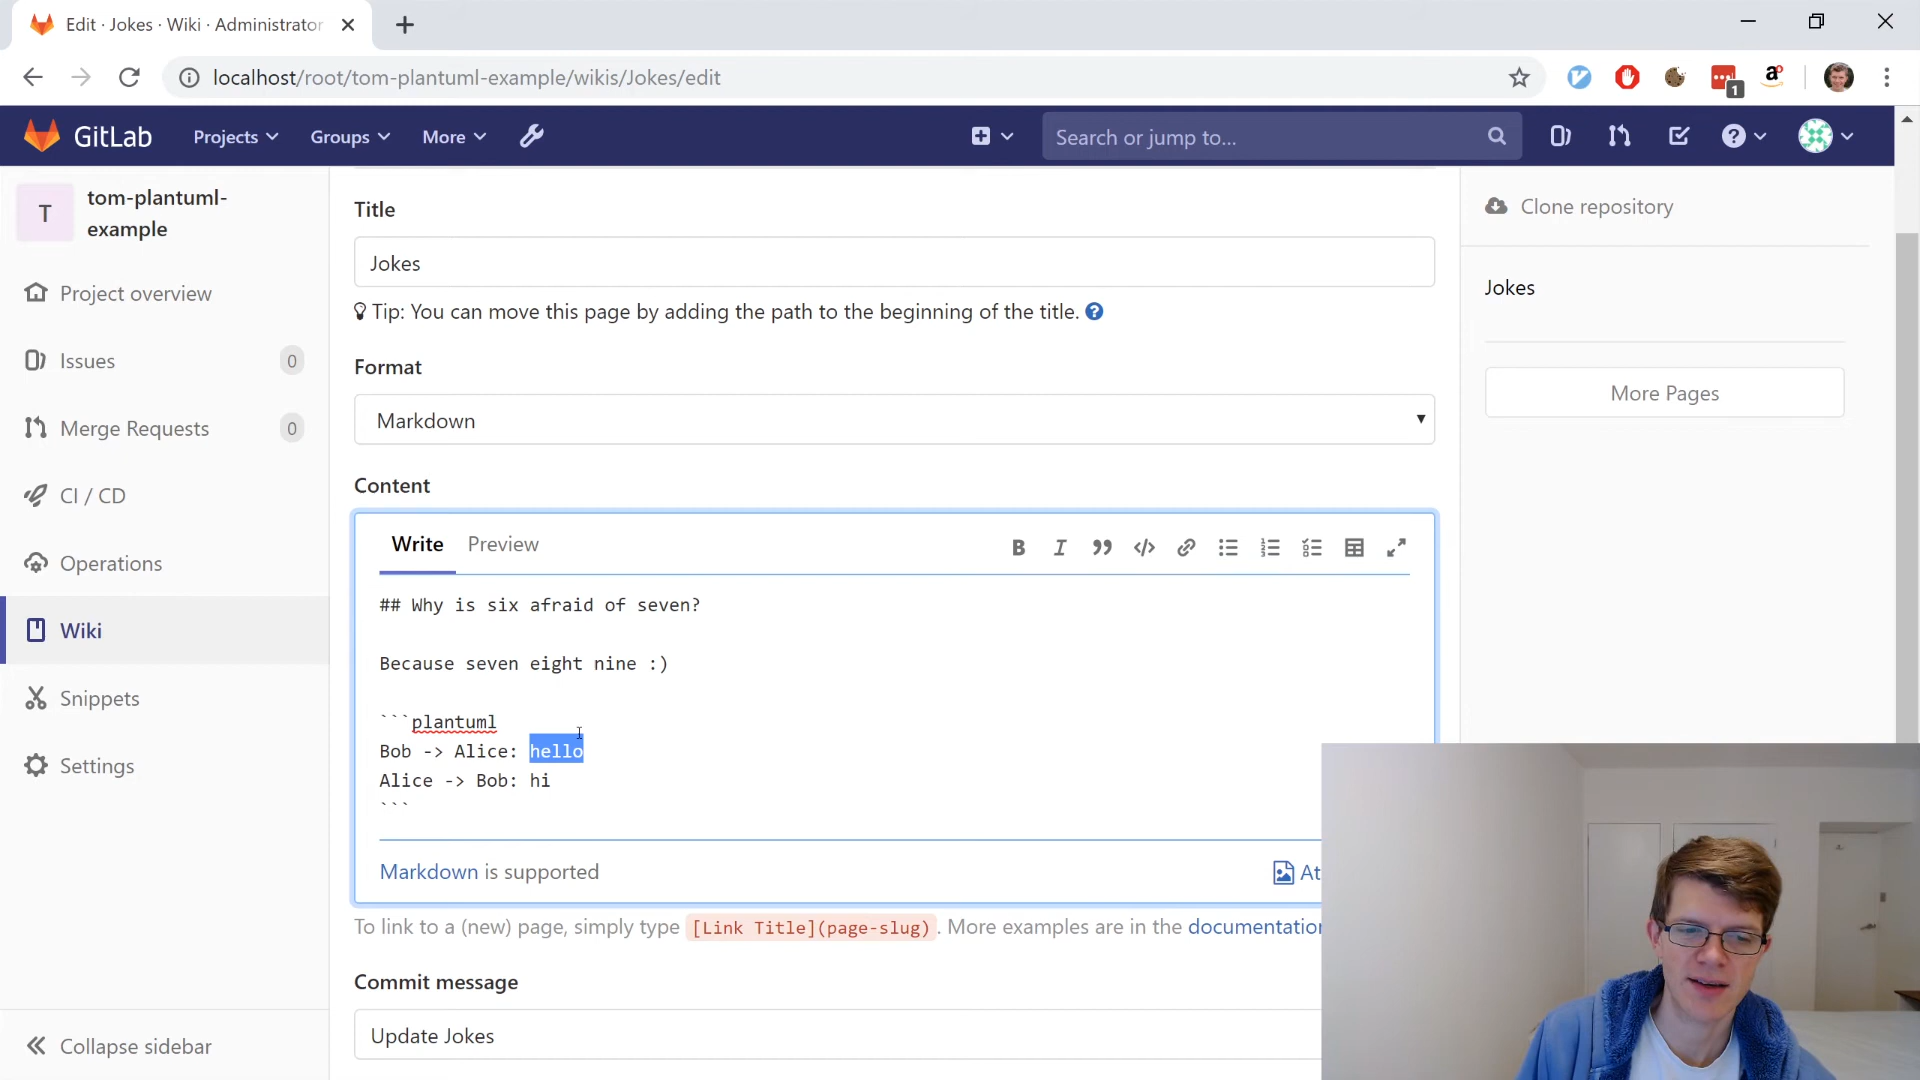 Edit · Jokes · Wiki · Administrator
localhost/root/tom-plantuml-example/wikis/Jokes/edit
1
GitLab
Projects
Groups
More
Search or jump to...
T
tom-plantuml-
example
Project overview
Issues
0
Merge Requests
0
CI / CD
Operations
Wiki
Snippets
Settings
Collapse sidebar
Title
Jokes
Tip: You can move this page by adding the path to the beginning of the title.
Format
Markdown
Content
Write
Preview
## Why is six afraid of seven?
Because seven eight nine :)
```plantuml
Bob -> Alice: hello
Alice -> Bob: hi
```
Markdown is supported
At
To link to a (new) page, simply type [Link Title](page-slug). More examples are in the documentation
Commit message
Update Jokes
Clone repository
Jokes
More Pages